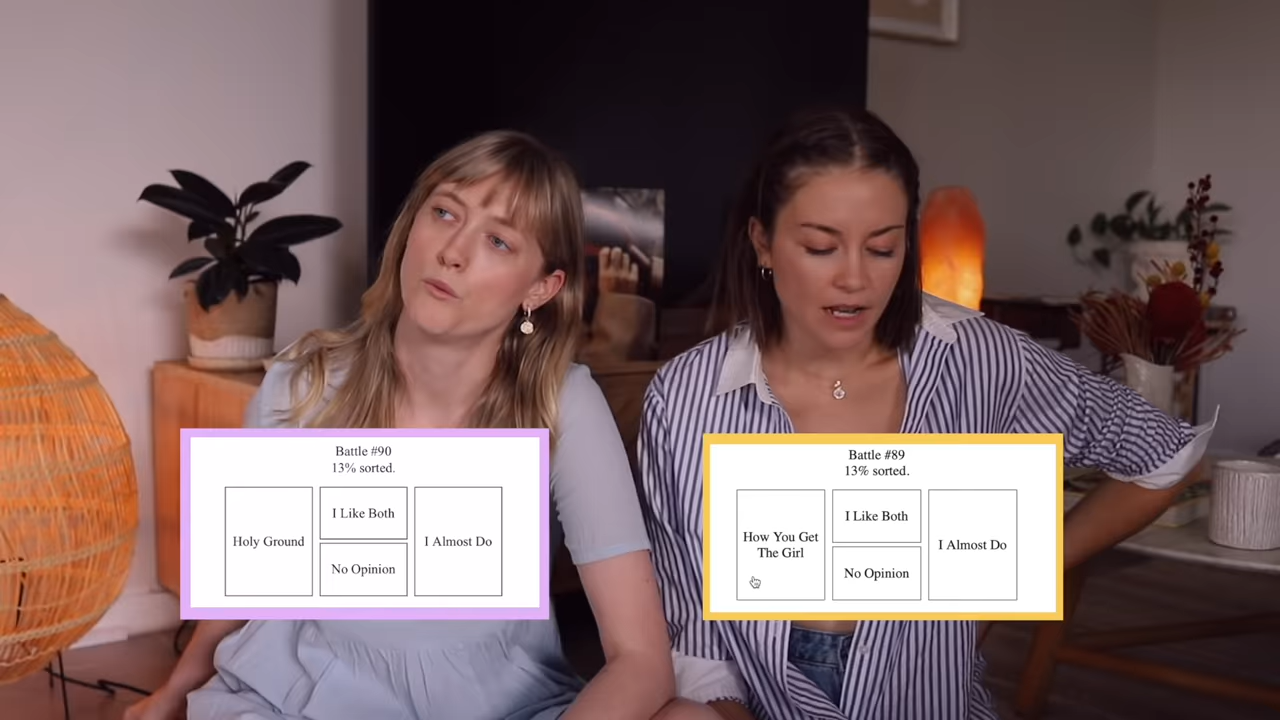 Battle #90
13% sorted.
Holy Ground
I Like Both
No Opinion
I Almost Do
Battle #89
13% sorted.
How You Get
The Girl
I Like Both
No Opinion
I Almost Do